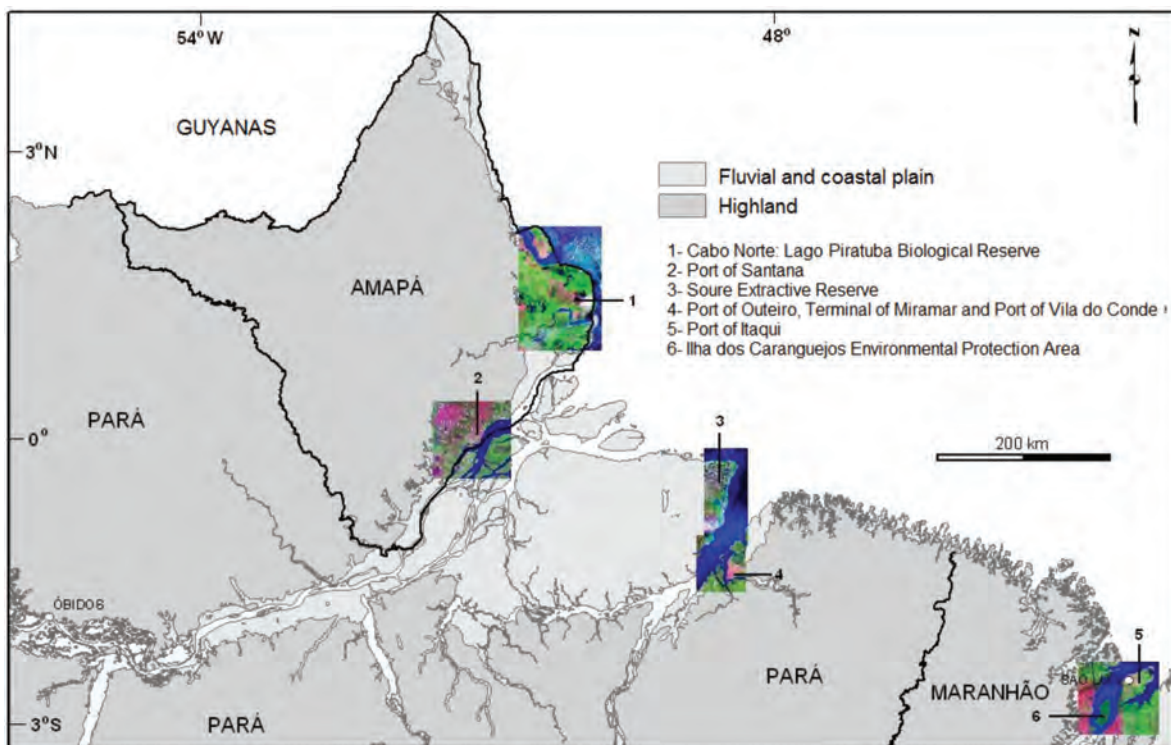 54°W
48°
N
GUYANAS
3°N
Fluvial and coastal plain
Highland
1- Cabo Norte: Lago Piratuba Biological Reserve
2- Port of Santana
3- Soure Extractive Reserve
4- Port of Outeiro, Terminal of Miramar and Port of Vila do Conde
5- Port of Itaqui
6- Ilha dos Caranguejos Environmental Protection Area
AMAPÁ
1
2
PARÁ
3
0°
200 km
4
ÓBIDOS
5
PARÁ
MARANHÃO
SÃO
6
3°S
PARÁ